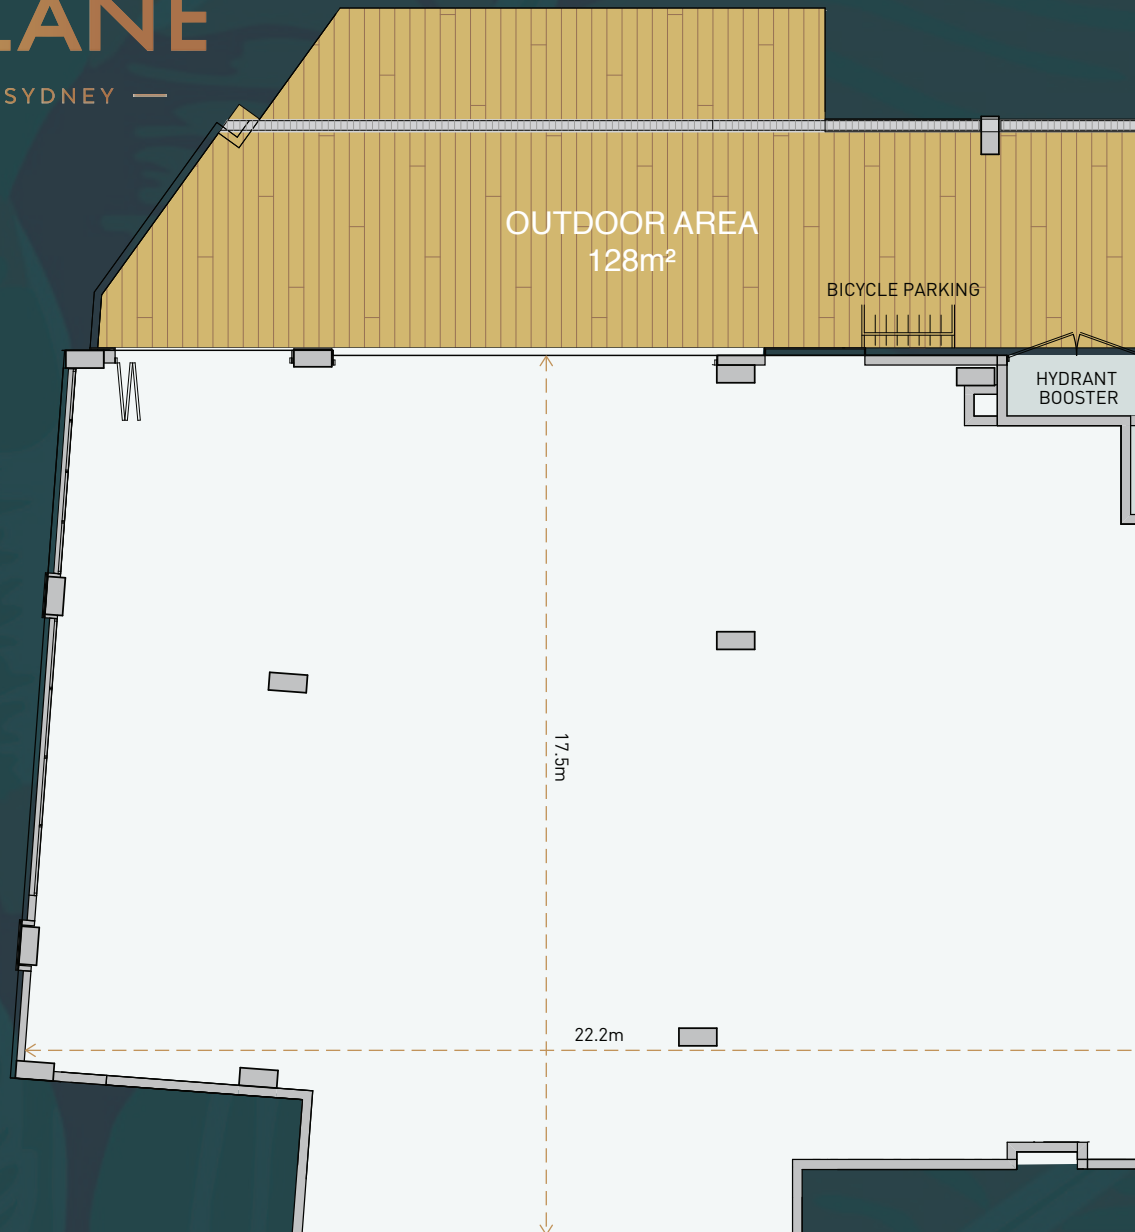 LANE
SYDNEY
OUTDOOR AREA
128m²
BICYCLE PARKING
HYDRANT
BOOSTER
17.5m
22.2m